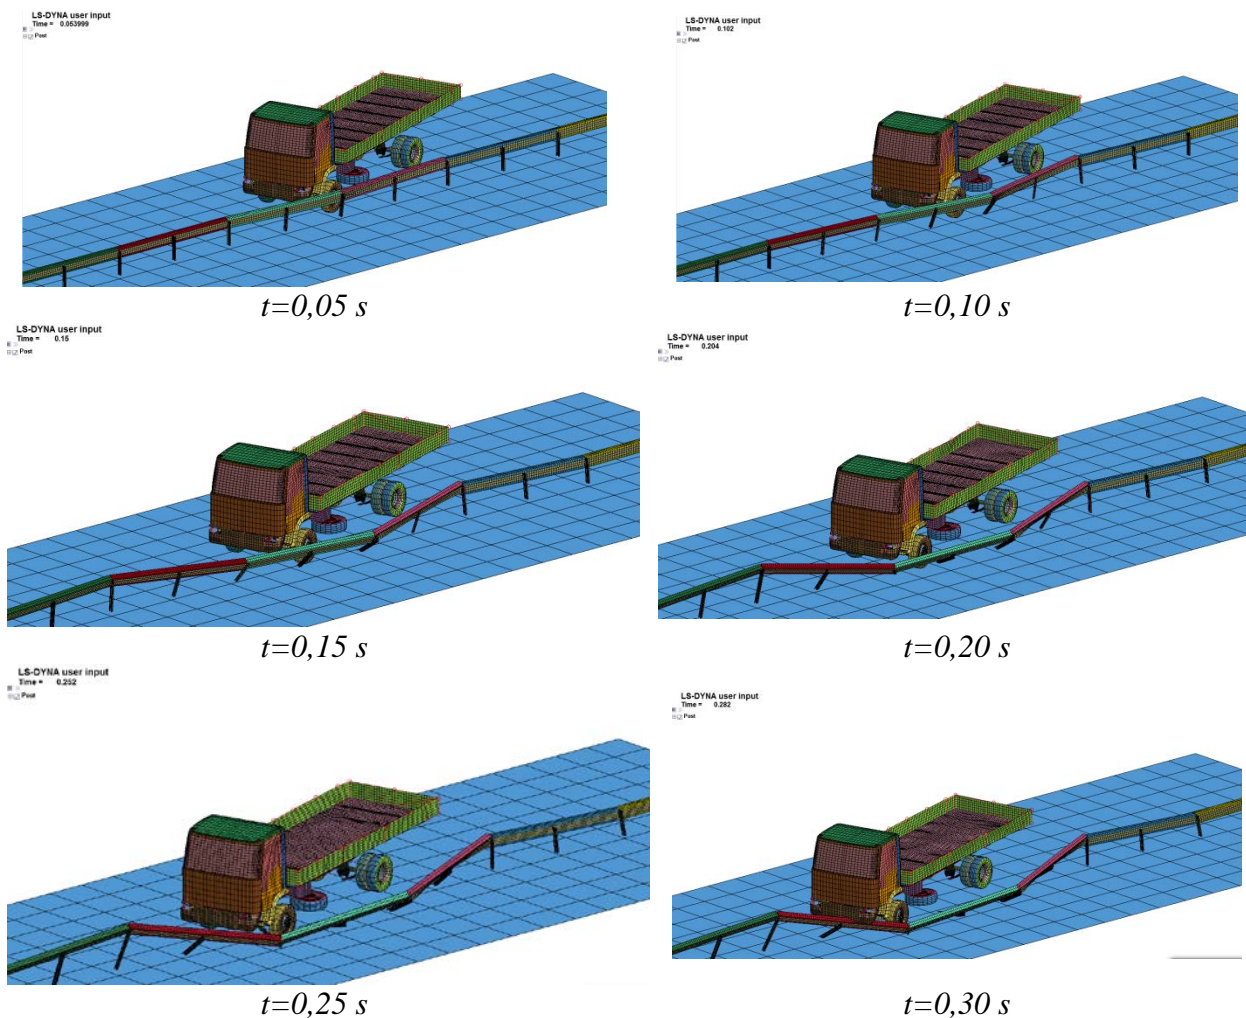 LS-DYNA user input
Time = 0.053999
Post
t=0,05 s
LS-DYNA user input
Time = 0.102
Post
t=0,10 s
LS-DYNA user input
Time = 0.15
Post
t=0,15 s
LS-DYNA user input
Time = 0.204
Post
t=0,20 s
LS-DYNA user input
Time = 0.252
Post
t=0,25 s
LS-DYNA user input
Time = 0.282
Post
t=0,30 s